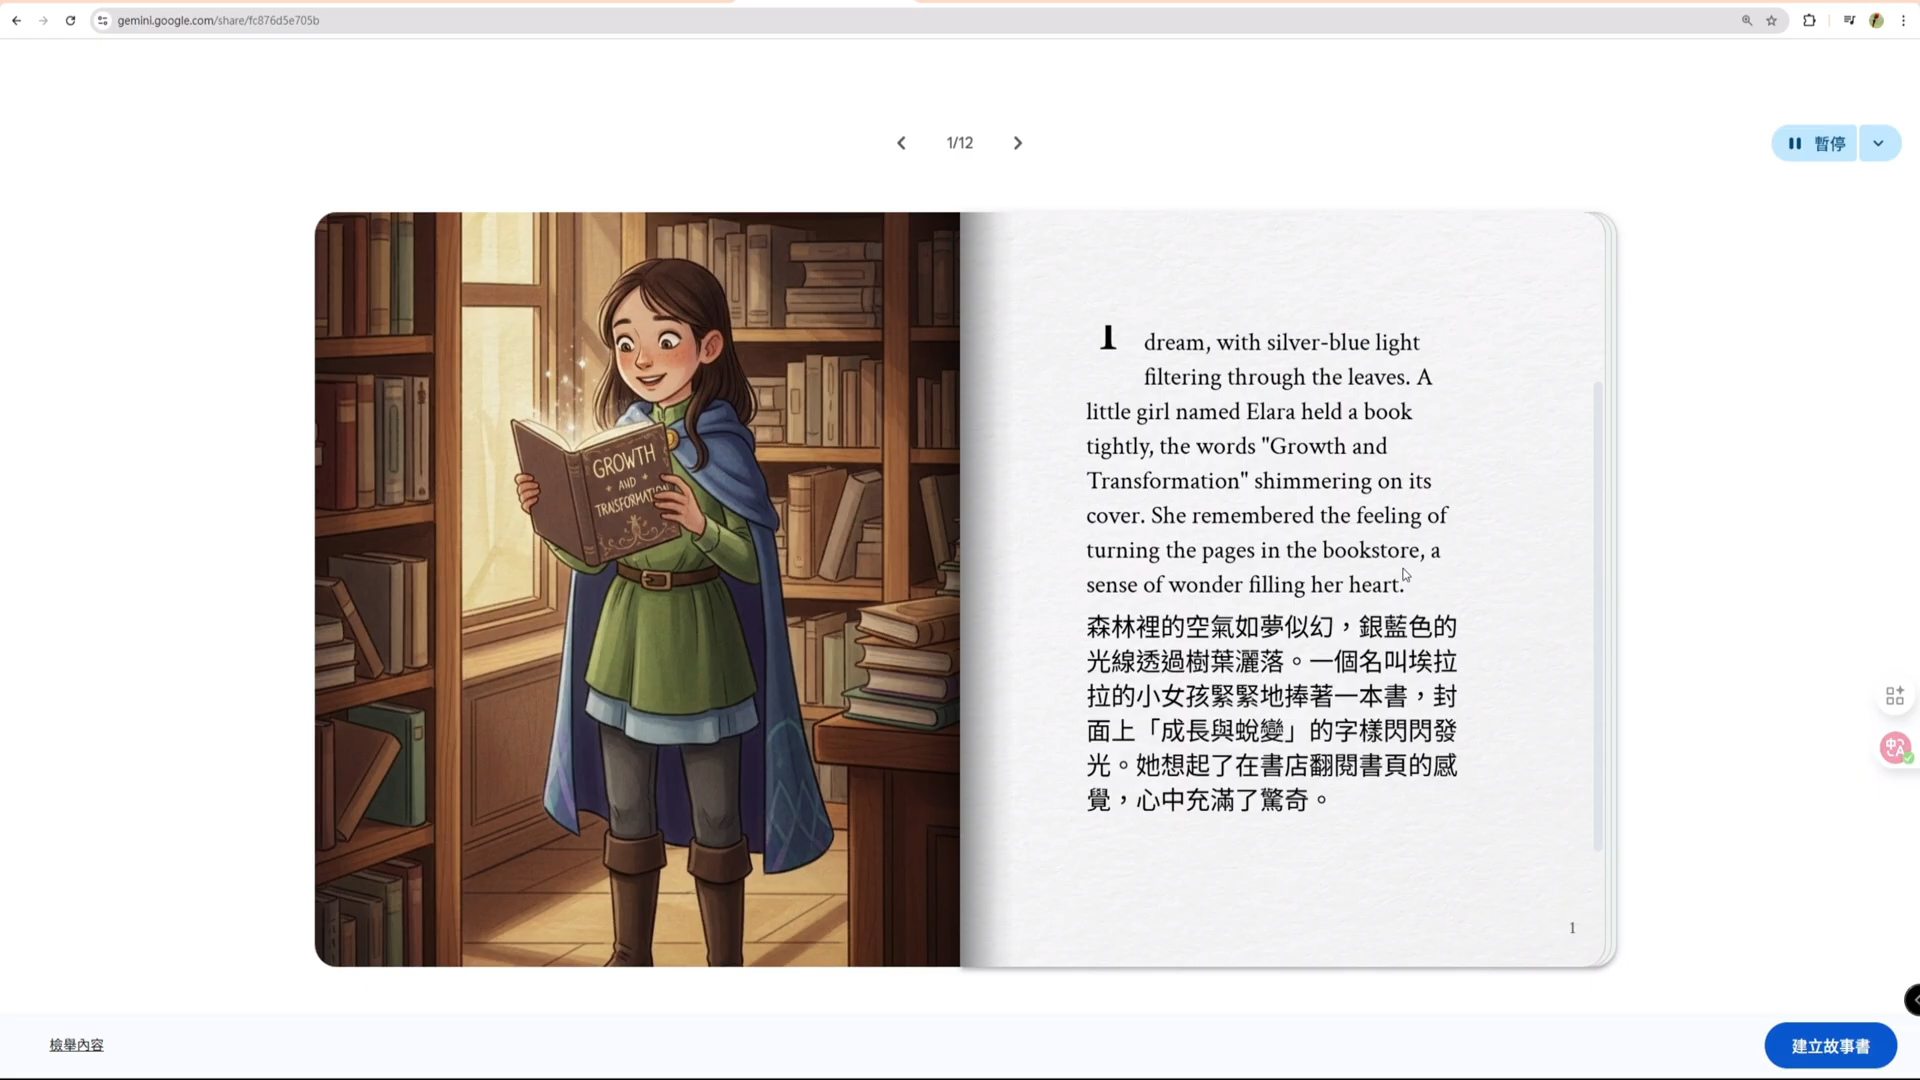 gemini.google.com/share/fc876d5e705b
1/12
暫停
GROWTH
AND
dream, with silver-blue light
filtering through the leaves. A
little girl named Elara held a book
tightly, the words "Growth and
Transformation" shimmering on its
cover. She remembered the feeling of
turning the pages in the bookstore, a
sense of wonder filling her heart.
森林裡的空氣如夢似幻，銀藍色的
光線透過樹葉灑落。一個名叫埃拉
拉的小女孩緊緊地捧著一本書，封
面上「成長與蛻變」的字樣閃閃發
光。她想起了在書店翻閱書頁的感
覺，心中充滿了驚奇。
1
檢舉內容
建立故事書